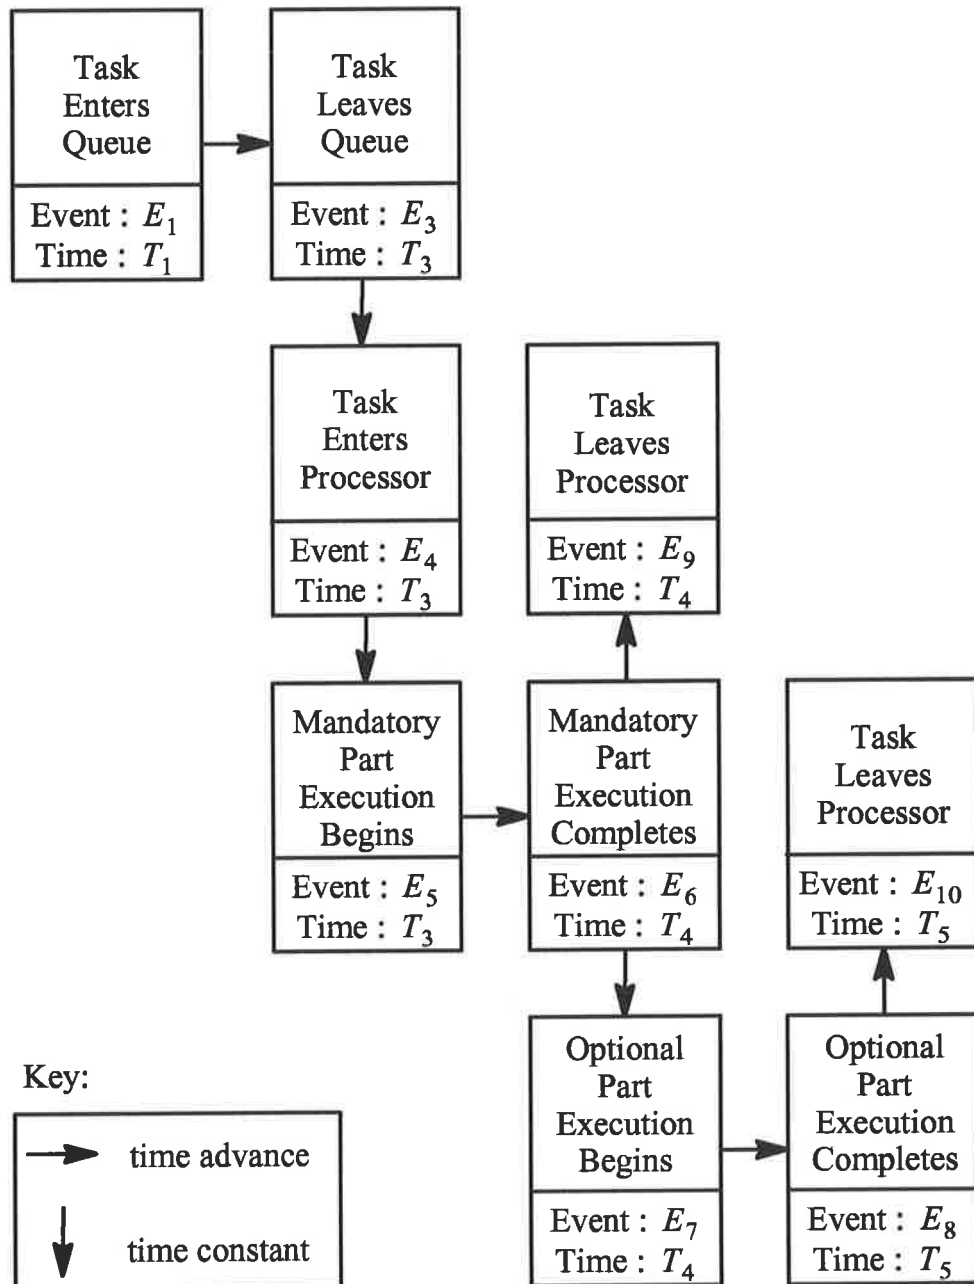 Task
Enters
Queue
Event : E1
Time : T1
Task
Leaves
Queue
Event : E3
Time : T3
Task
Enters
Processor
Event : E4
Time : T3
Task
Leaves
Processor
Event : E9
Time : T4
Mandatory
Part
Execution
Begins
Event : E5
Time : T3
Mandatory
Part
Execution
Completes
Event : E6
Time : T4
Task
Leaves
Processor
Event : E10
Time : T5
Optional
Part
Execution
Begins
Event : E7
Time : T4
Optional
Part
Execution
Completes
Event : E8
Time : T5
Key:
time advance
time constant